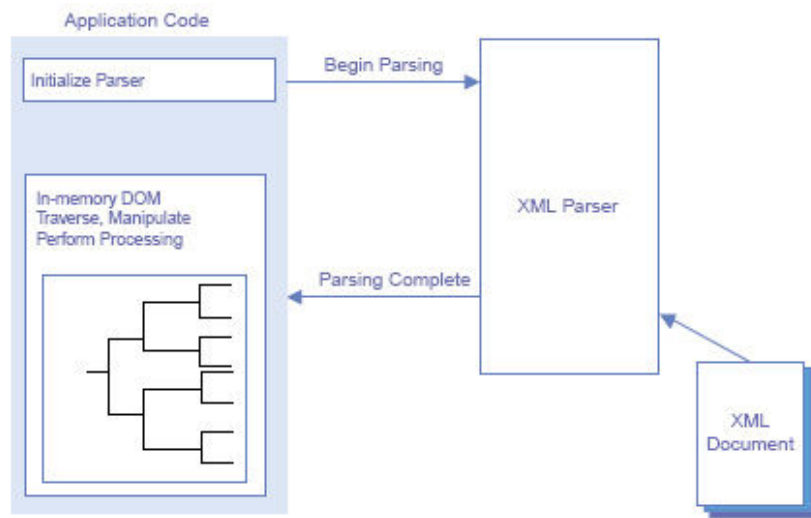 Application Code
Initialize Parser
Begin Parsing
In-memory DOM
Traverse, Manipulate
Perform Processing
XML Parser
Parsing Complete
XML
Document